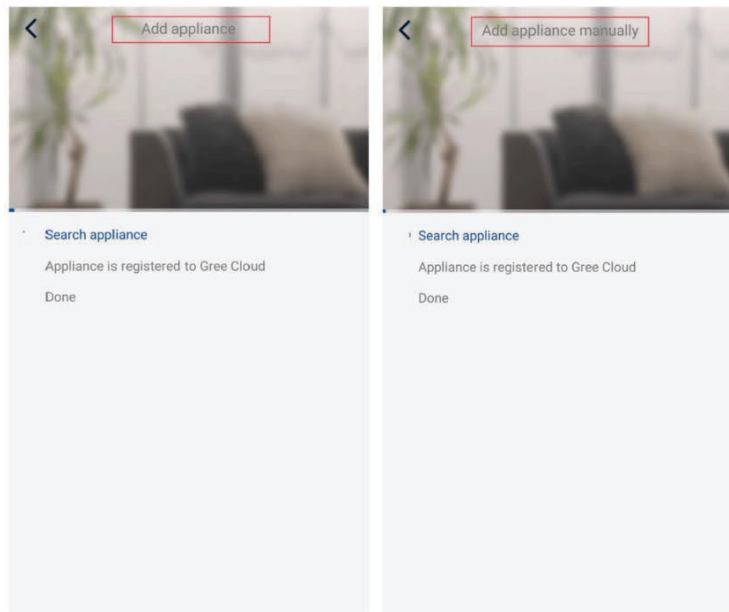 Add appliance
Search appliance
Appliance is registered to Gree Cloud
Done
Add appliance manually
Search appliance
Appliance is registered to Gree Cloud
Done